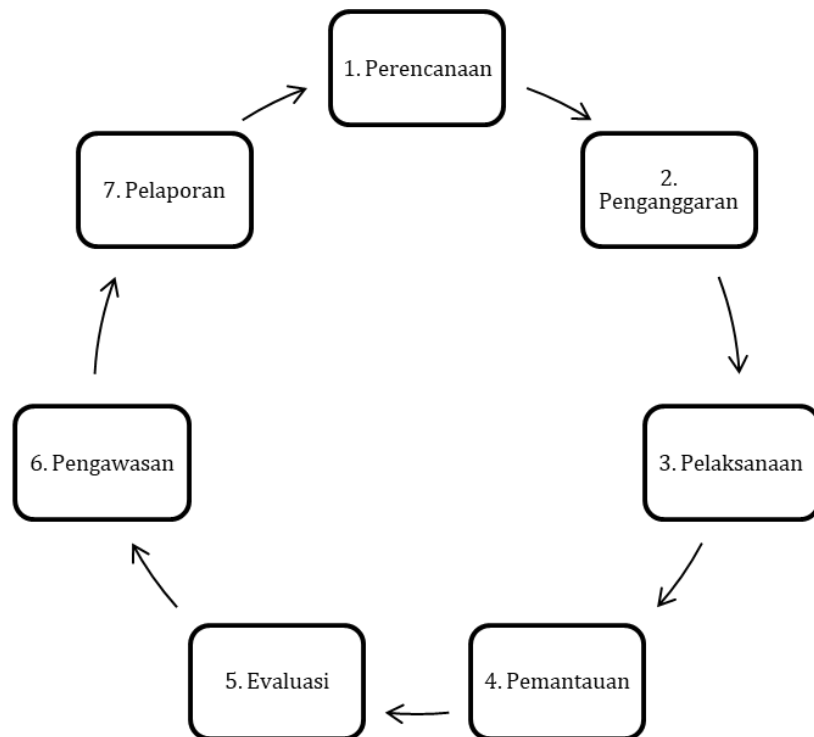 1. Perencanaan
2.
Penganggaran
3. Pelaksanaan
4. Pemantauan
5. Evaluasi
6. Pengawasan
7. Pelaporan